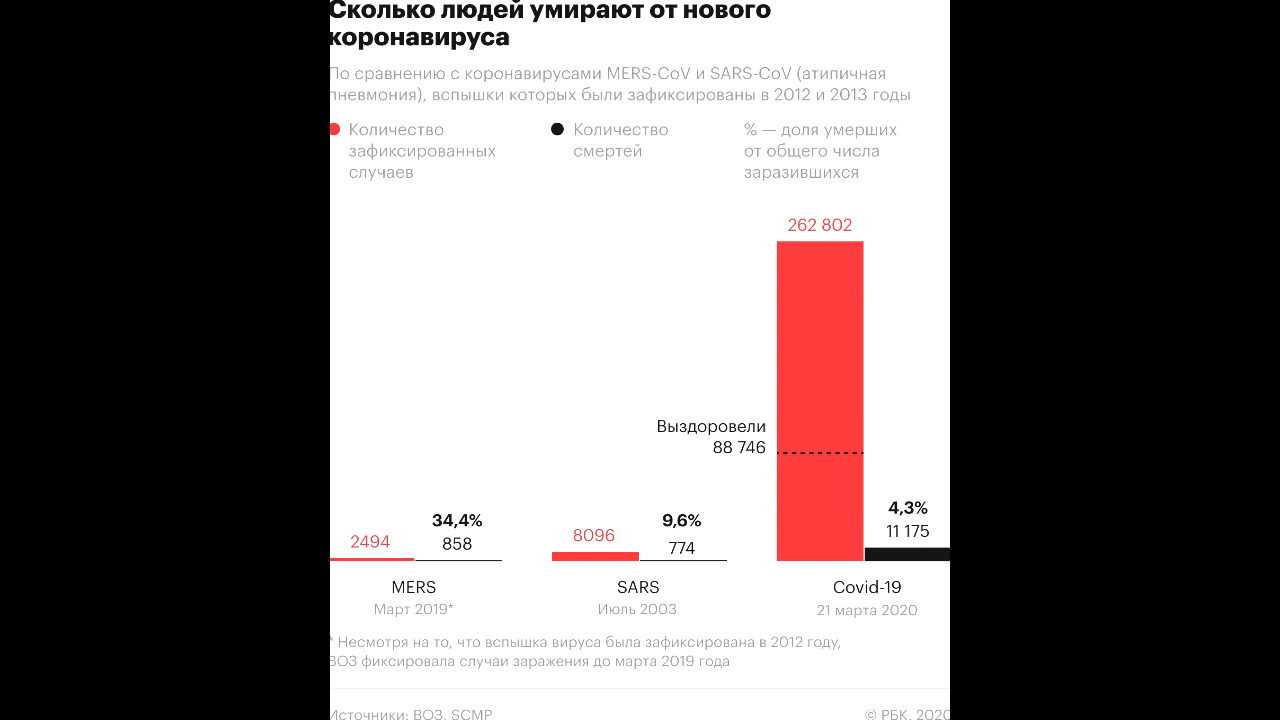 Сколько людей умирают от нового
коронавируса
По сравнению с коронавирусами MERS-CoV и SARS-CoV (атипичная
пневмония), вспышки которых были зафиксированы в 2012 и 2013 годы
Количество
зафиксированных
случаев
Количество
смертей
% — доля умерших
от общего числа
заразившихся
262 802
Выздоровели
88 746
4,3%
11 175
34,4%
2494
858
9,6%
8096
774
MERS
Март 2019*
SARS
Июль 2003
Covid-19
21 марта 2020
* Несмотря на то, что вспышка вируса была зафиксирована в 2012 году,
ВОЗ фиксировала случаи заражения до марта 2019 года
Источники: ВОЗ, SCMP
© РБК, 2020